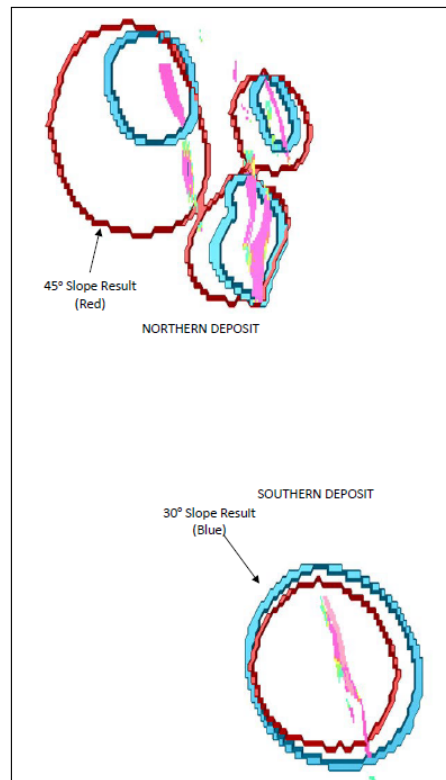 45° Slope Result
(Red)
NORTHERN DEPOSIT
SOUTHERN DEPOSIT
30° Slope Result
(Blue)